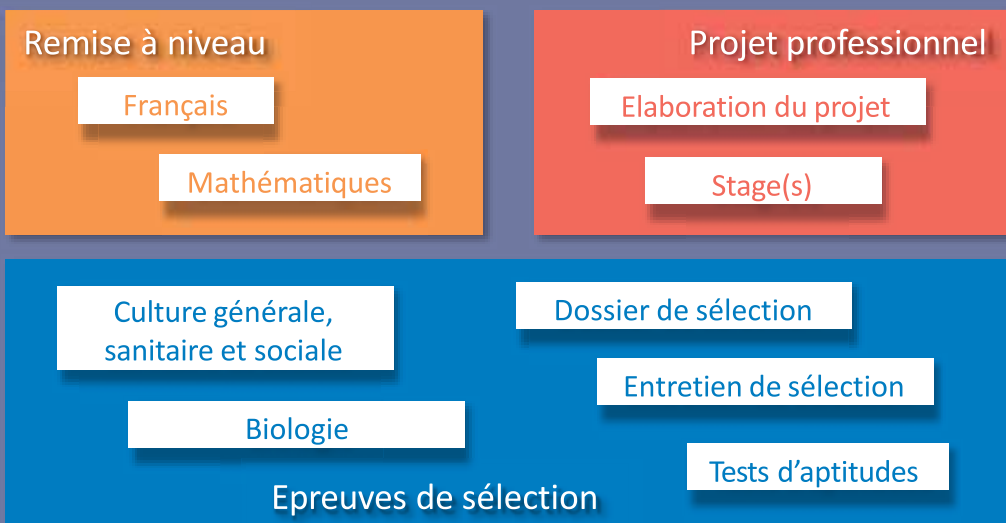 Remise à niveau
Français
Mathématiques
Projet professionnel
Elaboration du projet
Stage(s)
Culture générale,
sanitaire et sociale
Biologie
Dossier de sélection
Entretien de sélection
Tests d’aptitudes
Epreuves de sélection